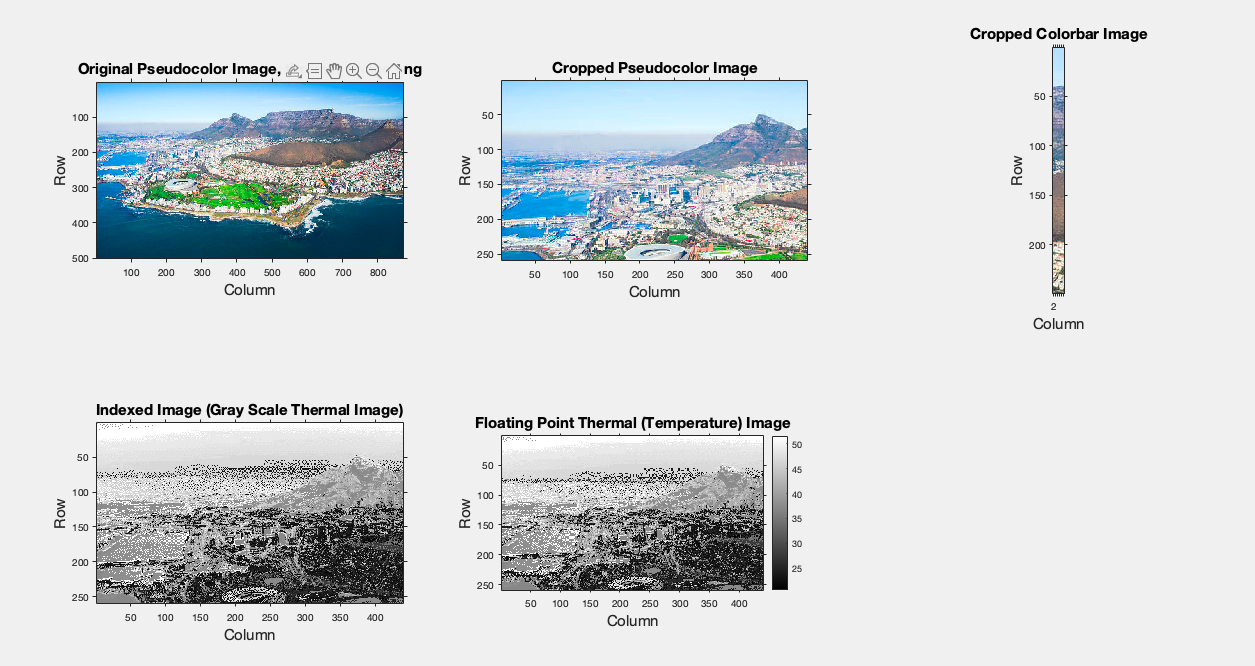 Original Pseudocolor Image, ng
100
200
300
400
500
Row
100 200 300 400 500 600 700 800
Column
Cropped Pseudocolor Image
50
100
150
200
250
Row
50 100 150 200 250 300 350 400
Column
Cropped Colorbar Image
50
100
150
200
Row
2
Column
Indexed Image (Gray Scale Thermal Image)
50
100
150
200
250
Row
50 100 150 200 250 300 350 400
Column
Floating Point Thermal (Temperature) Image
50
100
150
200
250
Row
50 100 150 200 250 300 350 400
Column
50
45
40
35
30
25